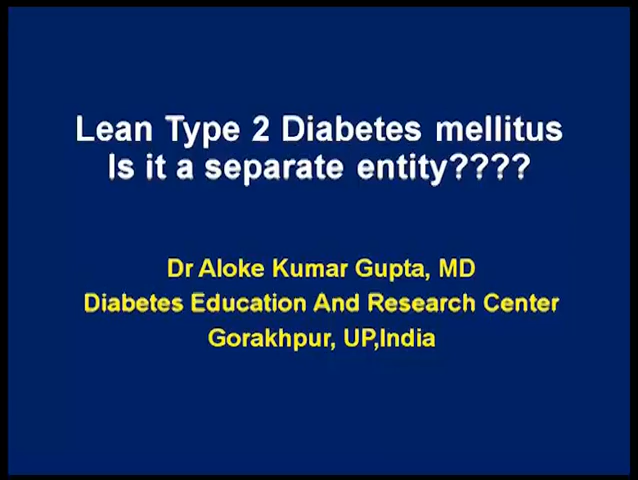 Lean Type 2 Diabetes mellitus
Is it a separate entity????
Dr Aloke Kumar Gupta, MD
Diabetes Education And Research Center
Gorakhpur, UP,India